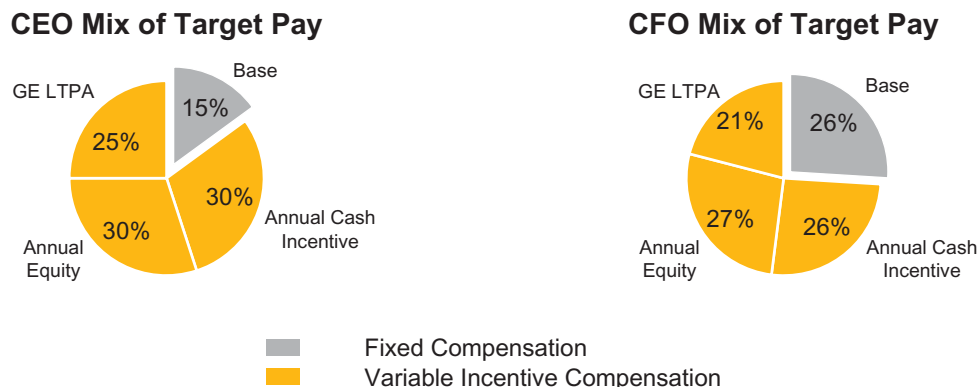 CEO Mix of Target Pay
GE LTPA
Base
15%
25%
30%
30%
Annual
Equity
Annual Cash
Incentive
CFO Mix of Target Pay
GE LTPA
Base
21%
26%
27%
26%
Annual
Equity
Annual Cash
Incentive
Fixed Compensation
Variable Incentive Compensation